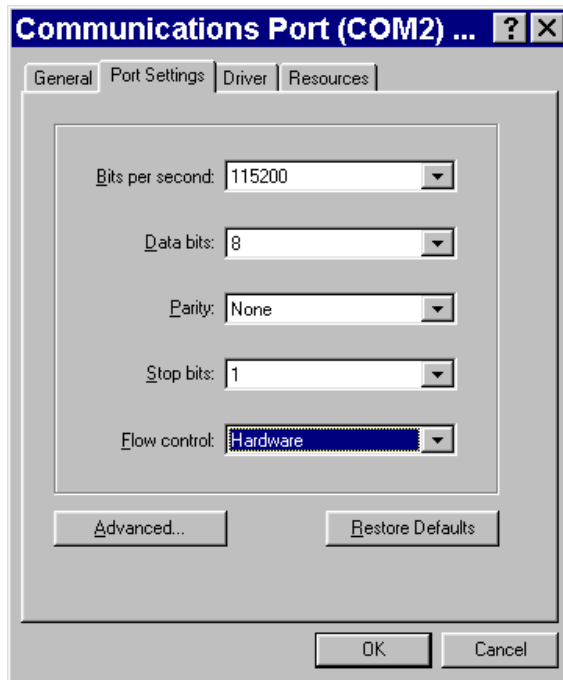 Communications Port (COM2) ... ? X
General Port Settings Driver Resources
Bits per second: 115200
Data bits: 8
Parity: None
Stop bits: 1
Flow control: Hardware
Advanced... Restore Defaults
OK Cancel